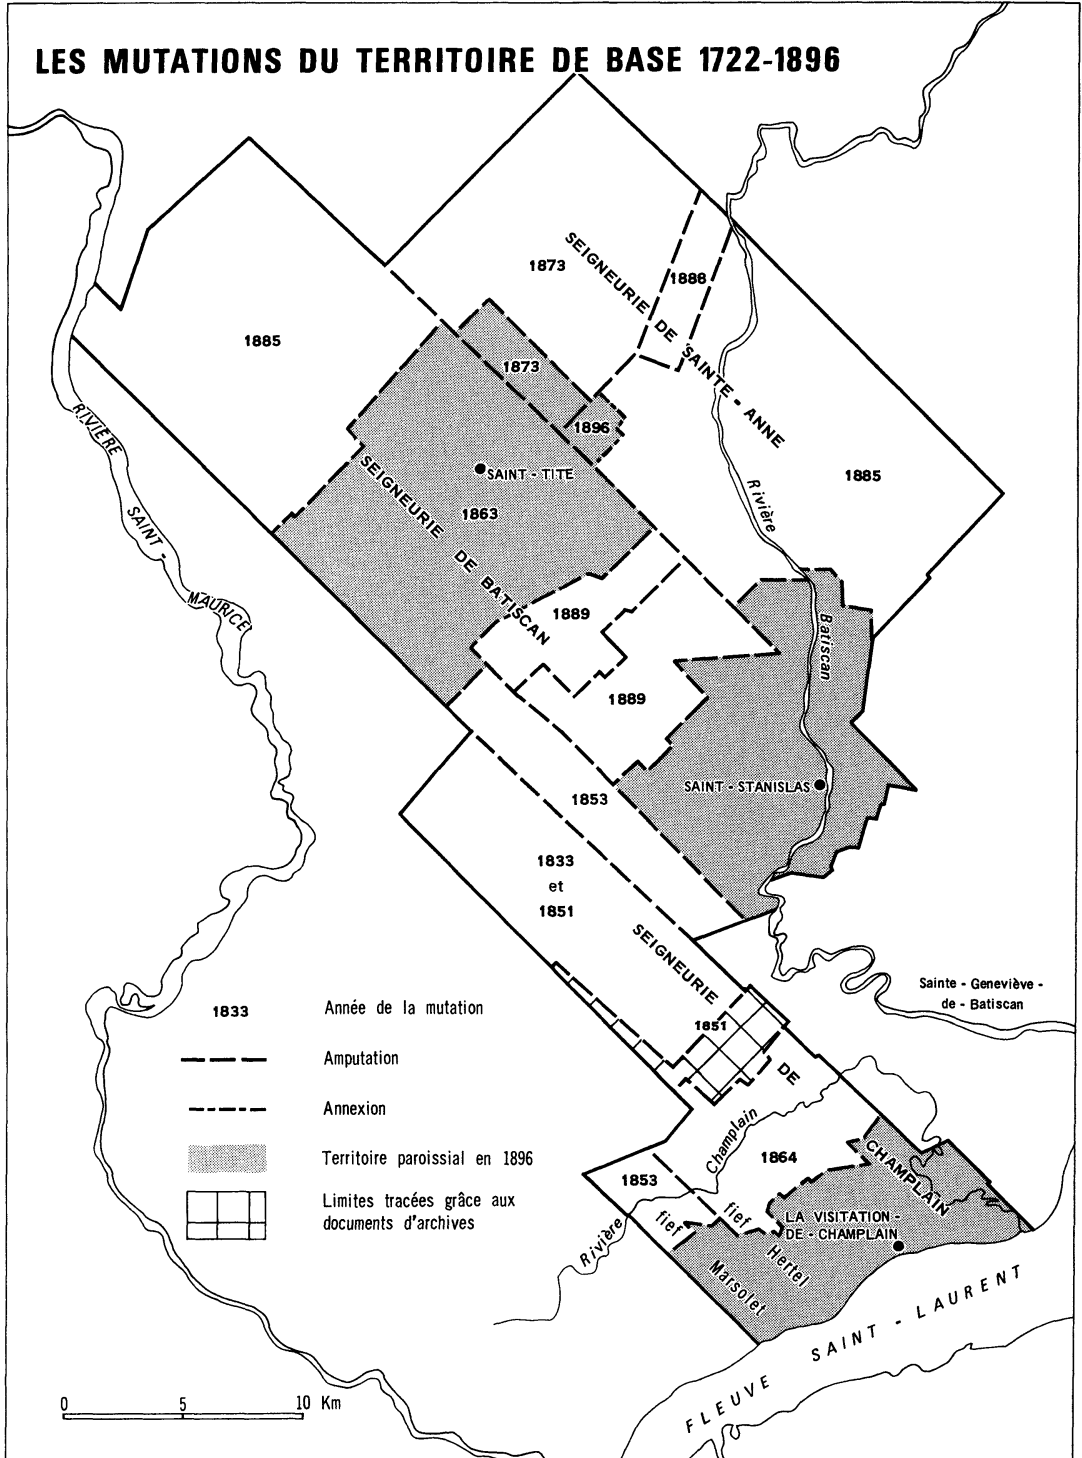 LES MUTATIONS DU TERRITOIRE DE BASE 1722-1896
1873
SEIGNEURIE DE SAINTE - ANNE
1888
1885
1873
1896
RIVIÈRE SAINT - MAURICE
SAINT - TITE
1885
SEIGNEURIE DE BATISCAN
1863
Rivière Batiscan
1889
1889
SAINT - STANISLAS
1853
1833
et
1851
SEIGNEURIE DE CHAMPLAIN
Sainte - Geneviève -
de - Batiscan
1851
Rivière Champlain
1864
1853
fief Marsolet
fief Hertel
LA VISITATION -
DE - CHAMPLAIN
FLEUVE SAINT - LAURENT
1833 Année de la mutation
Amputation
Annexion
Territoire paroissial en 1896
Limites tracées grâce aux
documents d'archives
0 5 10 Km